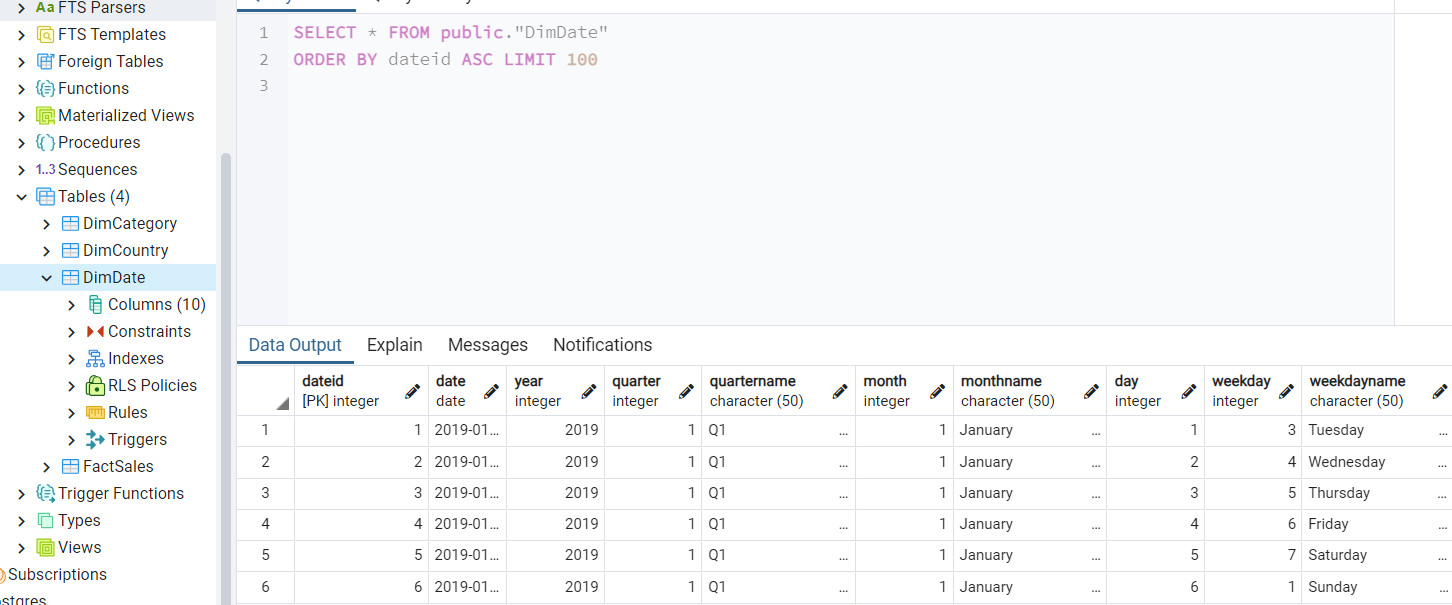 Aa FTS Parsers
FTS Templates
Foreign Tables
Functions
Materialized Views
Procedures
1..3 Sequences
Tables (4)
DimCategory
DimCountry
DimDate
Columns (10)
Constraints
Indexes
RLS Policies
Rules
Triggers
FactSales
Trigger Functions
Types
Views
Subscriptions
1 SELECT * FROM public."DimDate"
2 ORDER BY dateid ASC LIMIT 100
3
Data Output Explain Messages Notifications
dateid date year quarter quartername month monthname day weekday weekdayname
[PK] integer date integer integer character (50) integer character (50) integer integer character (50)
1 1 2019-01... 2019 1 Q1 ... 1 January ... 1 3 Tuesday ...
2 2 2019-01... 2019 1 Q1 ... 1 January ... 2 4 Wednesday ...
3 3 2019-01... 2019 1 Q1 ... 1 January ... 3 5 Thursday ...
4 4 2019-01... 2019 1 Q1 ... 1 January ... 4 6 Friday ...
5 5 2019-01... 2019 1 Q1 ... 1 January ... 5 7 Saturday ...
6 6 2019-01... 2019 1 Q1 ... 1 January ... 6 1 Sunday ...